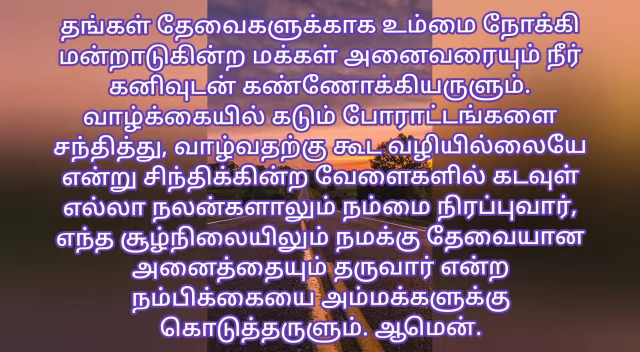 தங்கள் தேவைகளுக்காக உம்மை நோக்கி
மன்றாடுகின்ற மக்கள் அனைவரையும் நீர்
கனிவுடன் கண்ணோக்கியருளும்.
வாழ்க்கையில் கடும் போராட்டங்களை
சந்தித்து, வாழ்வதற்கு கூட வழியில்லையே
என்று சிந்திக்கின்ற வேளைகளில் கடவுள்
எல்லா நலன்களாலும் நம்மை நிரப்புவார்,
எந்த சூழ்நிலையிலும் நமக்கு தேவையான
அனைத்தையும் தருவார் என்ற
நம்பிக்கையை அம்மக்களுக்கு
கொடுத்தருளும். ஆமென்.